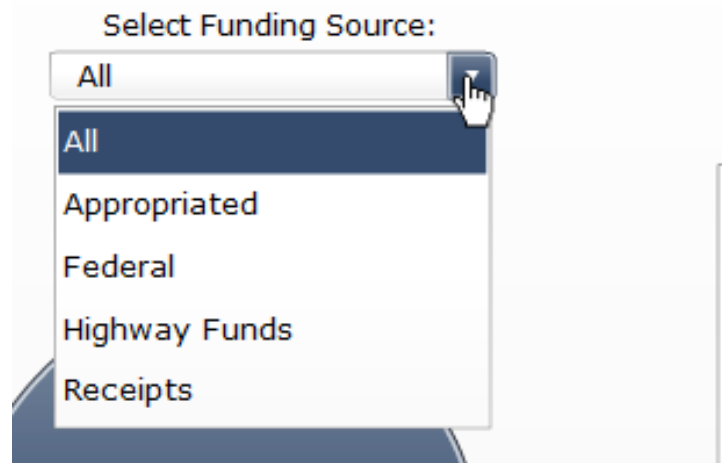 Select Funding Source:
All
All
Appropriated
Federal
Highway Funds
Receipts